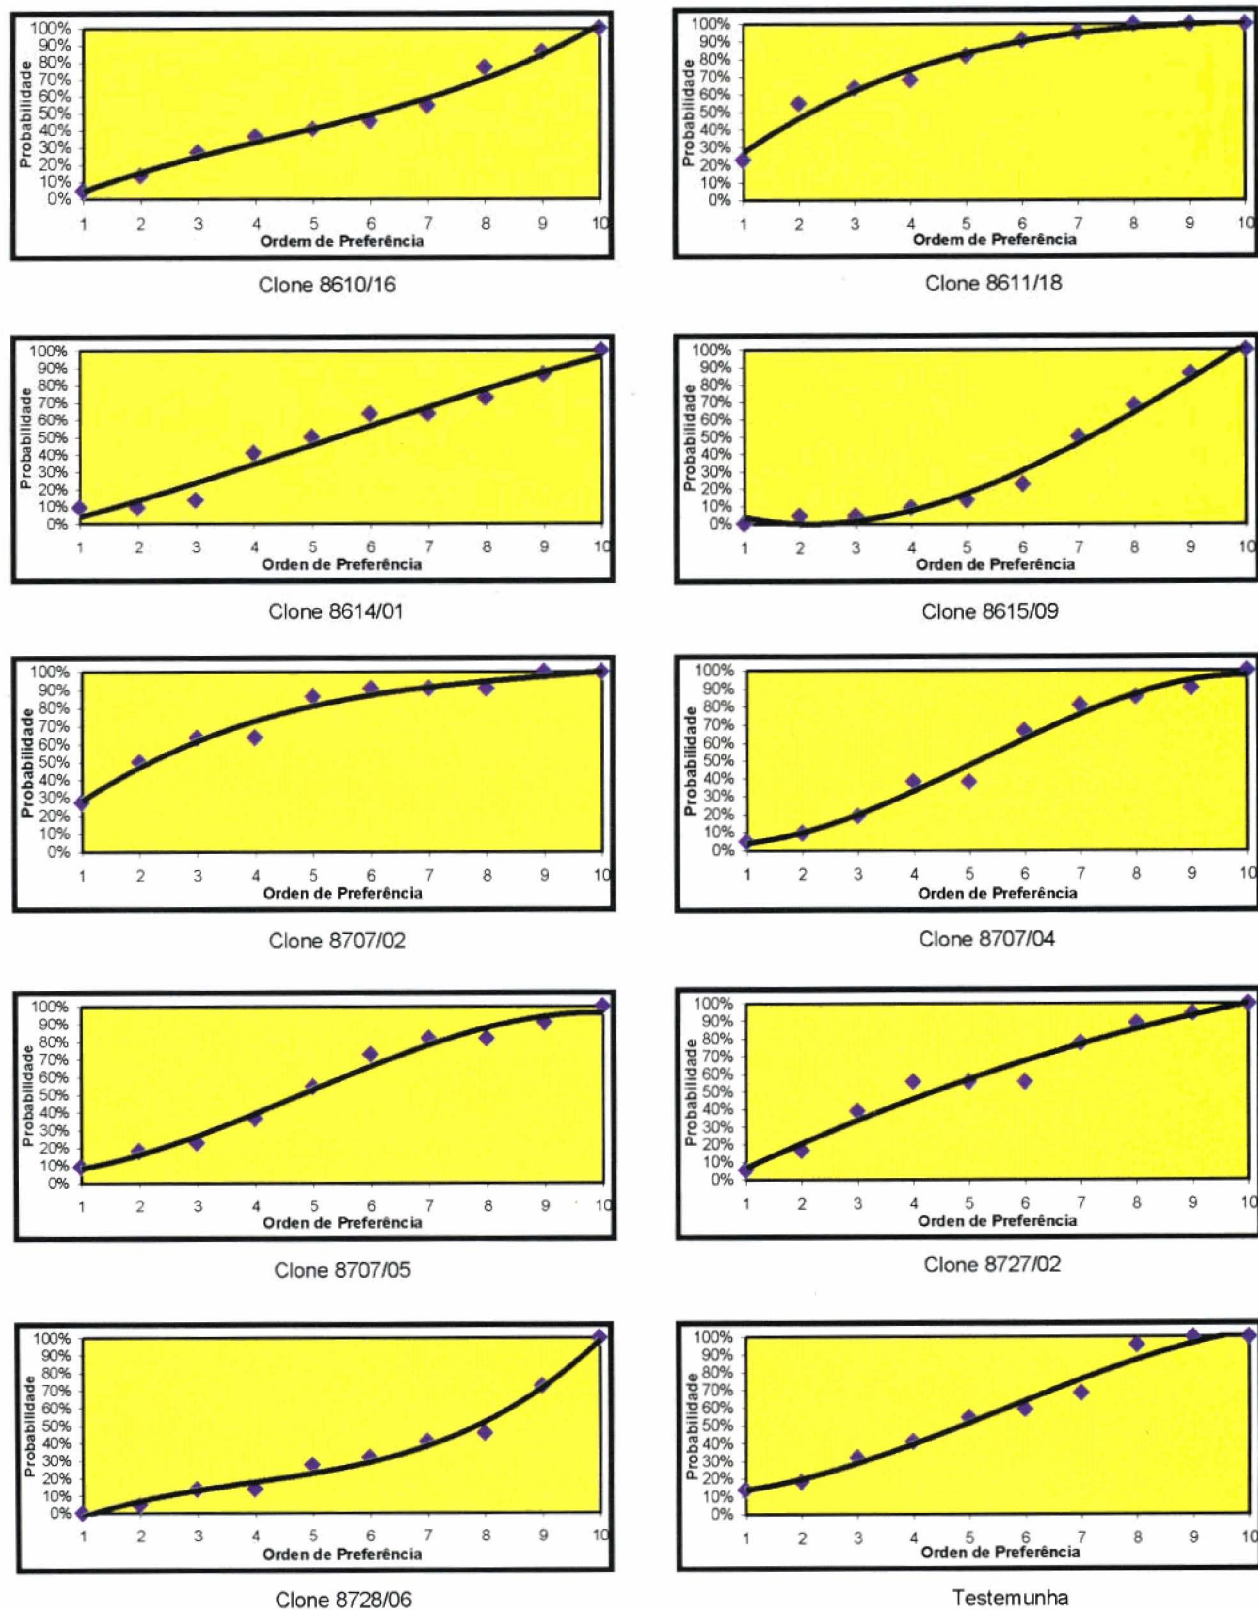 Probabilidade
100%
90%
80%
70%
60%
50%
40%
30%
20%
10%
0%
1 2 3 4 5 6 7 8 9 10
Ordem de Preferência
Clone 8610/16
Probabilidade
100%
90%
80%
70%
60%
50%
40%
30%
20%
10%
0%
1 2 3 4 5 6 7 8 9 10
Ordem de Preferência
Clone 8611/18
Probabilidade
100%
90%
80%
70%
60%
50%
40%
30%
20%
10%
0%
1 2 3 4 5 6 7 8 9 10
Orden de Preferência
Clone 8614/01
Probabilidade
100%
90%
80%
70%
60%
50%
40%
30%
20%
10%
0%
1 2 3 4 5 6 7 8 9 10
Orden de Preferência
Clone 8615/09
Probabilidade
100%
90%
80%
70%
60%
50%
40%
30%
20%
10%
0%
1 2 3 4 5 6 7 8 9 10
Orden de Preferência
Clone 8707/02
Probabilidade
100%
90%
80%
70%
60%
50%
40%
30%
20%
10%
0%
1 2 3 4 5 6 7 8 9 10
Orden de Preferência
Clone 8707/04
Probabilidade
100%
90%
80%
70%
60%
50%
40%
30%
20%
10%
0%
1 2 3 4 5 6 7 8 9 10
Orden de Preferência
Clone 8707/05
Probabilidade
100%
90%
80%
70%
60%
50%
40%
30%
20%
10%
0%
1 2 3 4 5 6 7 8 9 10
Orden de Preferência
Clone 8727/02
Probabilidade
100%
90%
80%
70%
60%
50%
40%
30%
20%
10%
0%
1 2 3 4 5 6 7 8 9 10
Orden de Preferência
Clone 8728/06
Probabilidade
100%
90%
80%
70%
60%
50%
40%
30%
20%
10%
0%
1 2 3 4 5 6 7 8 9 10
Orden de Preferência
Testemunha